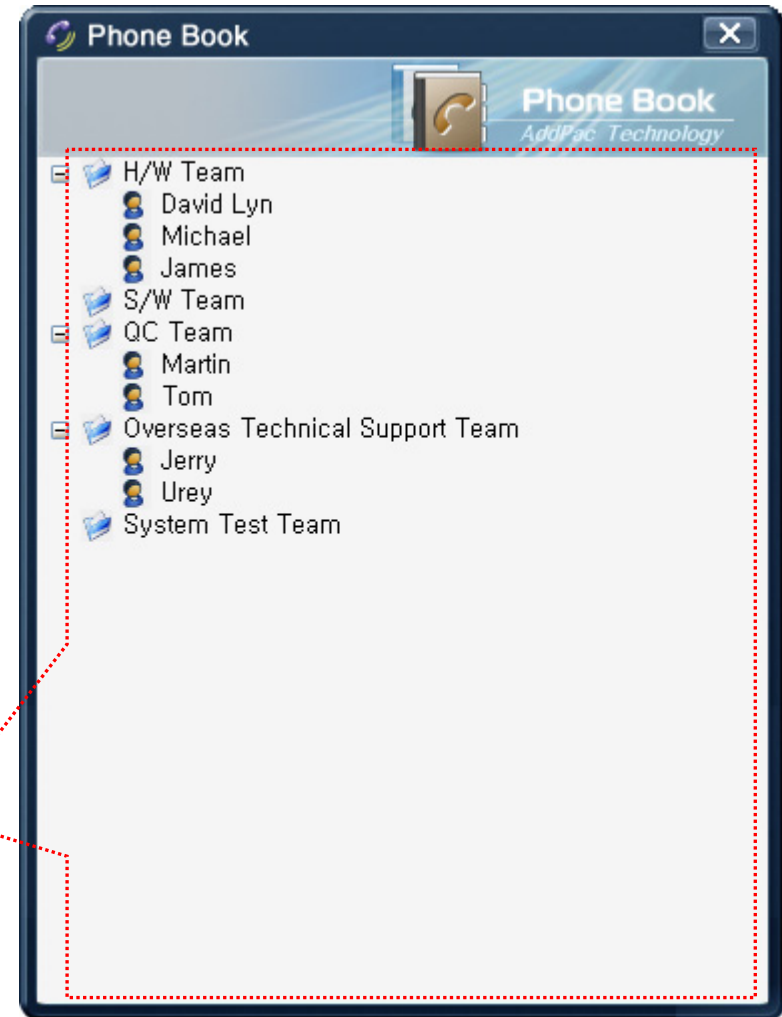 Phone Book
Phone Book
AddPac Technology
H/W Team
David Lyn
Michael
James
S/W Team
QC Team
Martin
Tom
Overseas Technical Support Team
Jerry
Urey
System Test Team